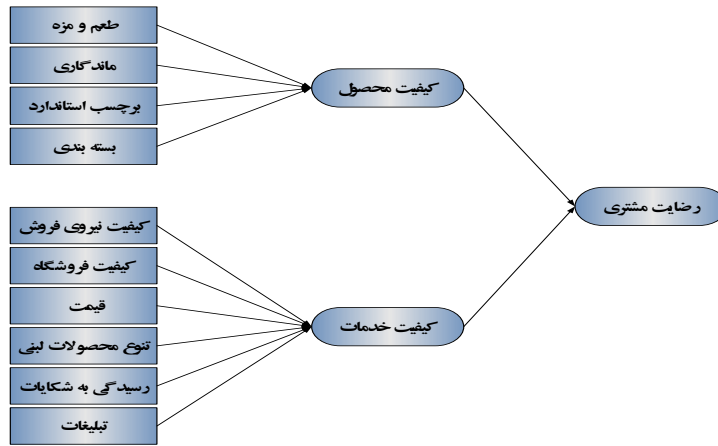 طعم و مزه
ماندگاری
برچسب استاندارد
بسته بندی
کیفیت محصول
رضایت مشتری
کیفیت نیروی فروش
کیفیت فروشگاه
قیمت
تنوع محصولات لبنی
رسیدگی به شکایات
تبلیغات
کیفیت خدمات